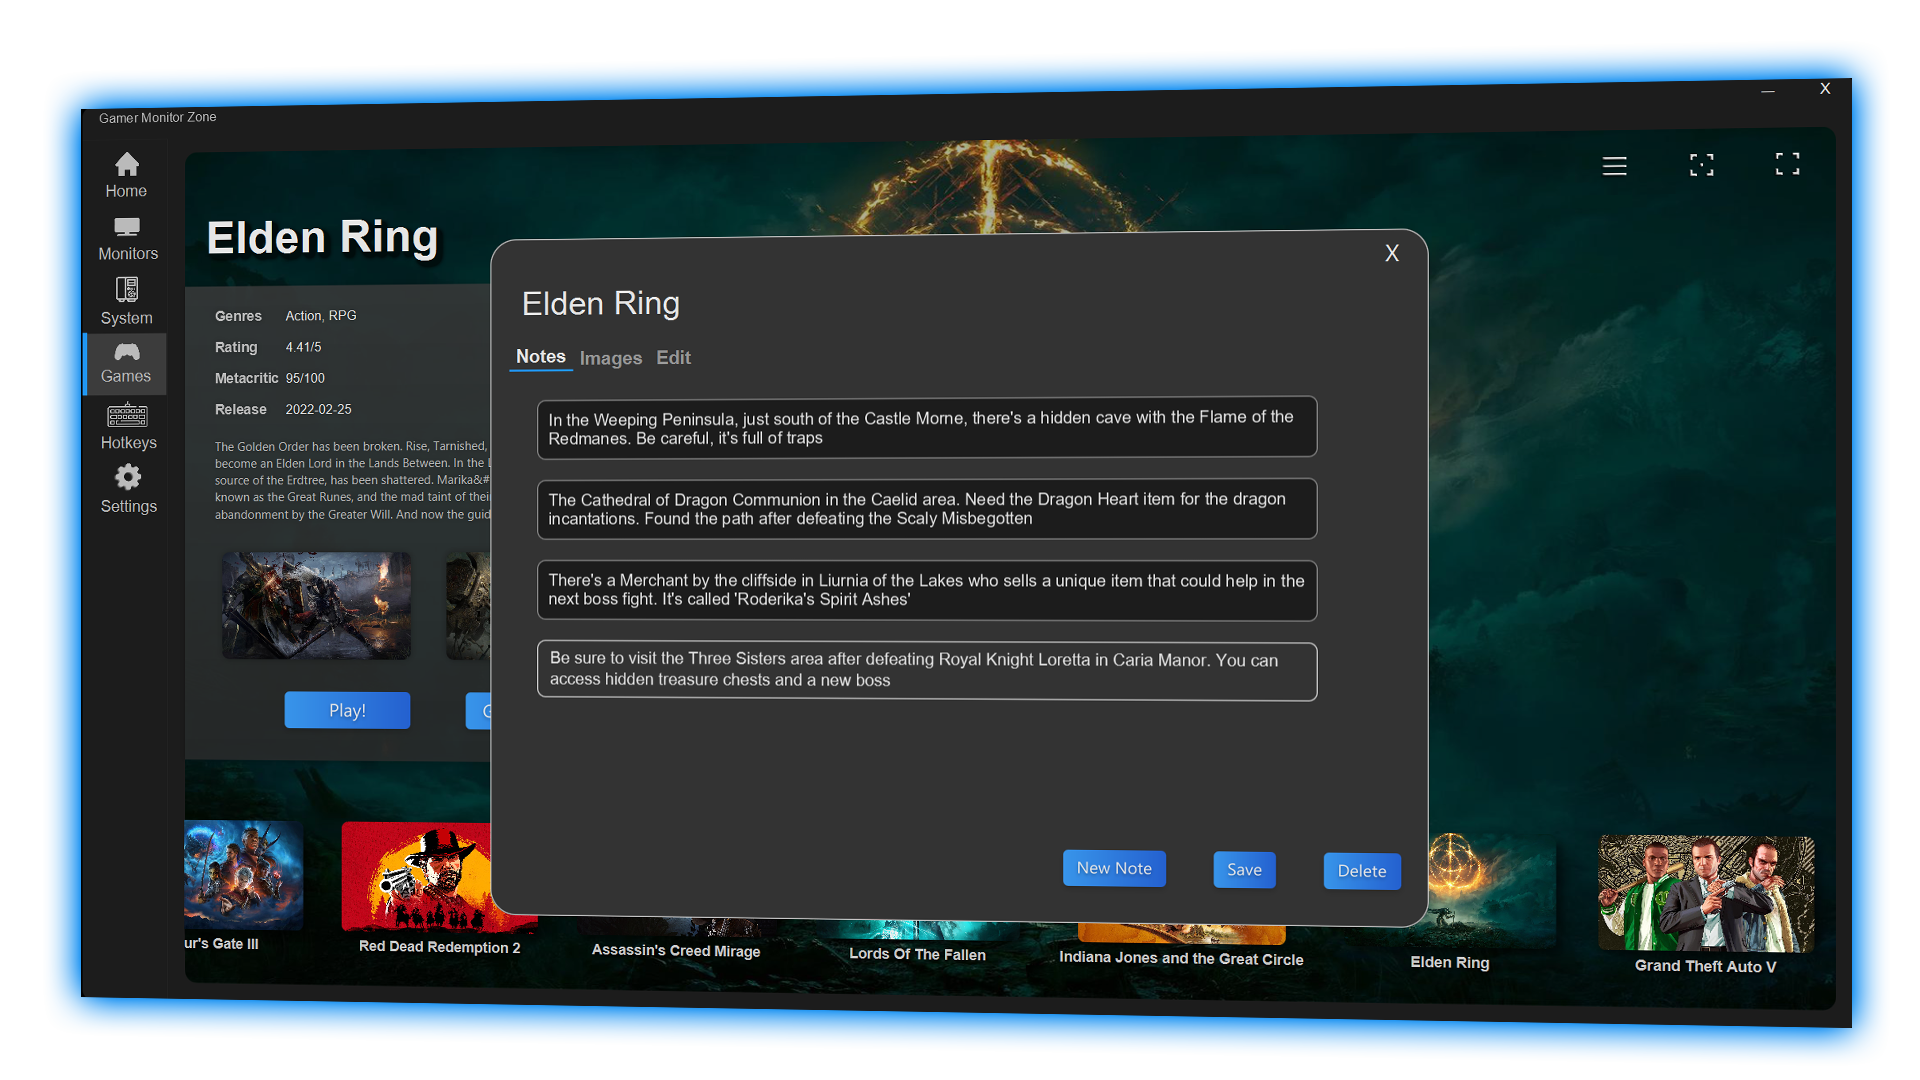 Gamer Monitor Zone
X
Home
Monitors
System
Games
Hotkeys
Settings
Elden Ring
Genres Action, RPG
Rating 4.41/5
Metacritic 95/100
Release 2022-02-25
The Golden Order has been broken. Rise, Tarnished,
become an Elden Lord in the Lands Between. In the
source of the Erdtree, has been shattered. Marika&#
known as the Great Runes, and the mad taint of their
abandonment by the Greater Will. And now the guid
Play!
X
Elden Ring
Notes Images Edit
In the Weeping Peninsula, just south of the Castle Morne, there's a hidden cave with the Flame of the
Redmanes. Be careful, it's full of traps
The Cathedral of Dragon Communion in the Caelid area. Need the Dragon Heart item for the dragon
incantations. Found the path after defeating the Scaly Misbegotten
There's a Merchant by the cliffside in Liurnia of the Lakes who sells a unique item that could help in the
next boss fight. It's called 'Roderika's Spirit Ashes'
Be sure to visit the Three Sisters area after defeating Royal Knight Loretta in Caria Manor. You can
access hidden treasure chests and a new boss
New Note Save Delete
ur's Gate III
Red Dead Redemption 2
Assassin's Creed Mirage
Lords Of The Fallen
Indiana Jones and the Great Circle
Elden Ring
Grand Theft Auto V